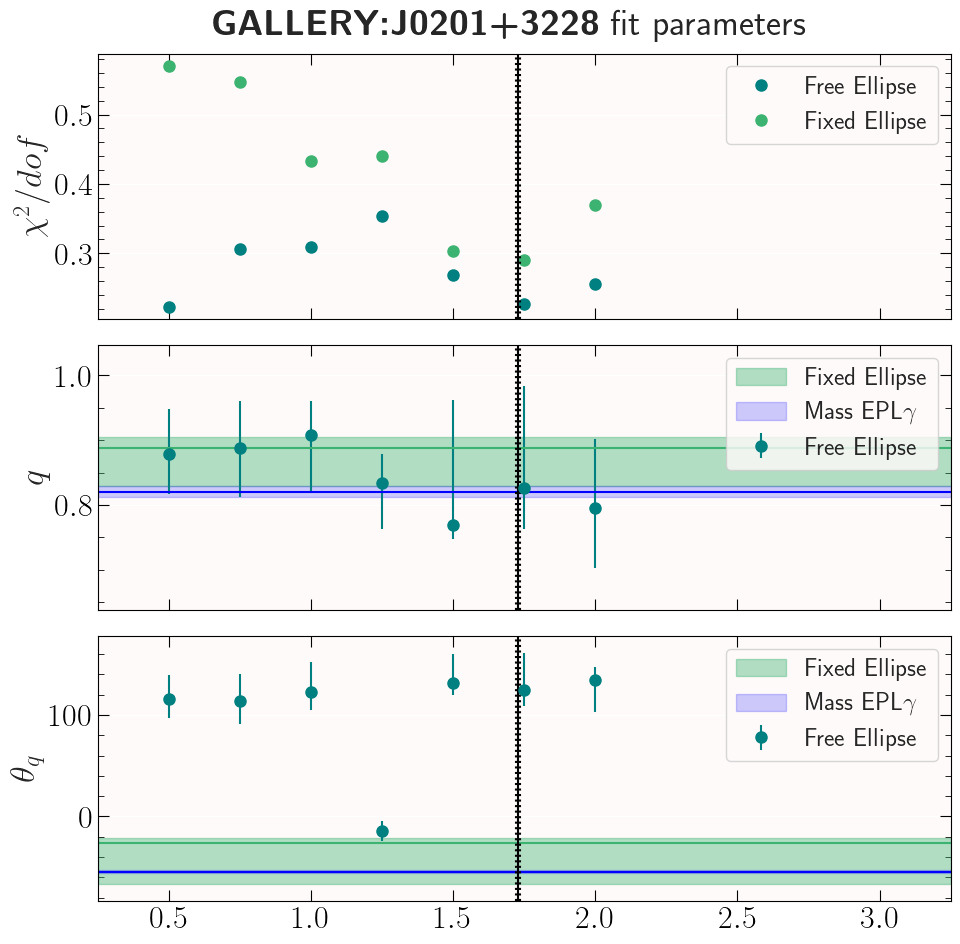 GALLERY:J0201+3228 fit parameters
Free Ellipse
Fixed Ellipse
0.5
0.4
0.3
χ²/dof
Fixed Ellipse
Mass EPLγ
Free Ellipse
1.0
0.8
q
Fixed Ellipse
Mass EPLγ
Free Ellipse
100
0
θ_q
0.5 1.0 1.5 2.0 2.5 3.0